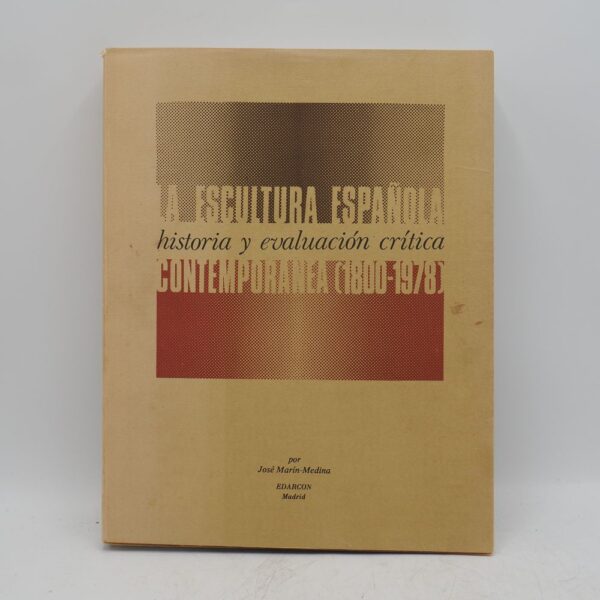 LA ESCULTURA ESPAÑOLA
historia y evaluación crítica
CONTEMPORANEA (1800-1978)
por
José Marín-Medina
EDARCON
Madrid